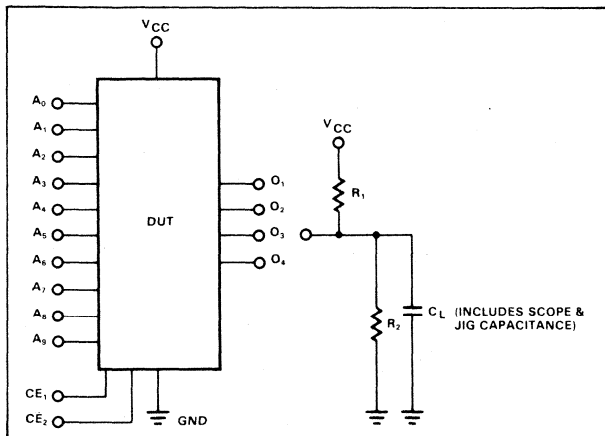 VCC
A0
A1
A2
A3
A4
A5
A6
A7
A8
A9
CE1
CE2
DUT
GND
O1
O2
O3
O4
VCC
R1
R2
CL (INCLUDES SCOPE &
JIG CAPACITANCE)